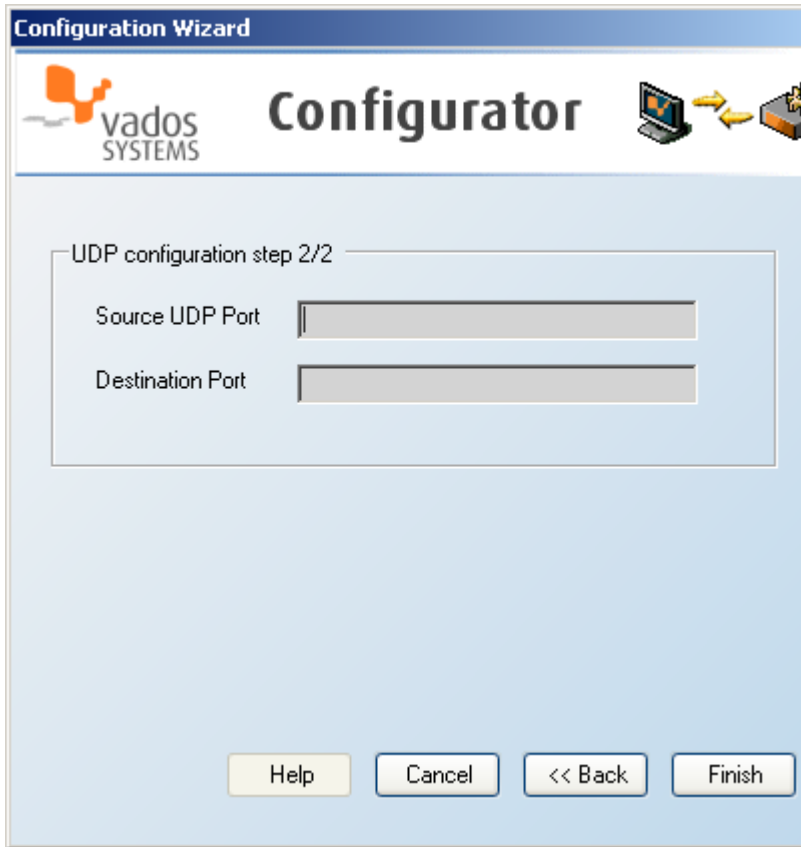 Configuration Wizard
vados
SYSTEMS
Configurator
UDP configuration step 2/2
Source UDP Port
Destination Port
Help
Cancel
<< Back
Finish